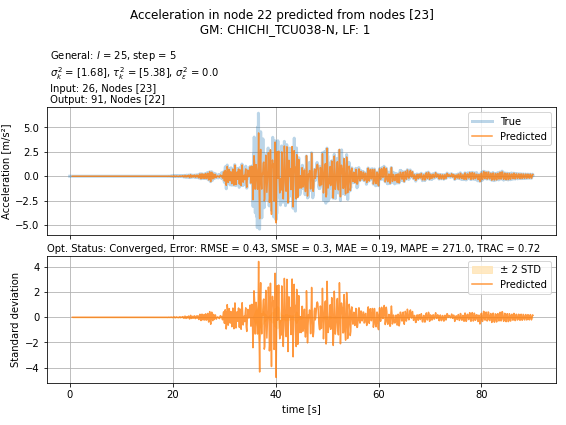 Acceleration in node 22 predicted from nodes [23]
GM: CHICHI_TCU038-N, LF: 1
General: l = 25, step = 5
σ²ₖ = [1.68], τ²ₖ = [5.38], σ²ε = 0.0
Input: 26, Nodes [23]
Output: 91, Nodes [22]
Acceleration [m/s²]
5.0
2.5
0.0
−2.5
−5.0
True
Predicted
Opt. Status: Converged, Error: RMSE = 0.43, SMSE = 0.3, MAE = 0.19, MAPE = 271.0, TRAC = 0.72
Standard deviation
4
2
0
−2
−4
± 2 STD
Predicted
0 20 40 60 80
time [s]